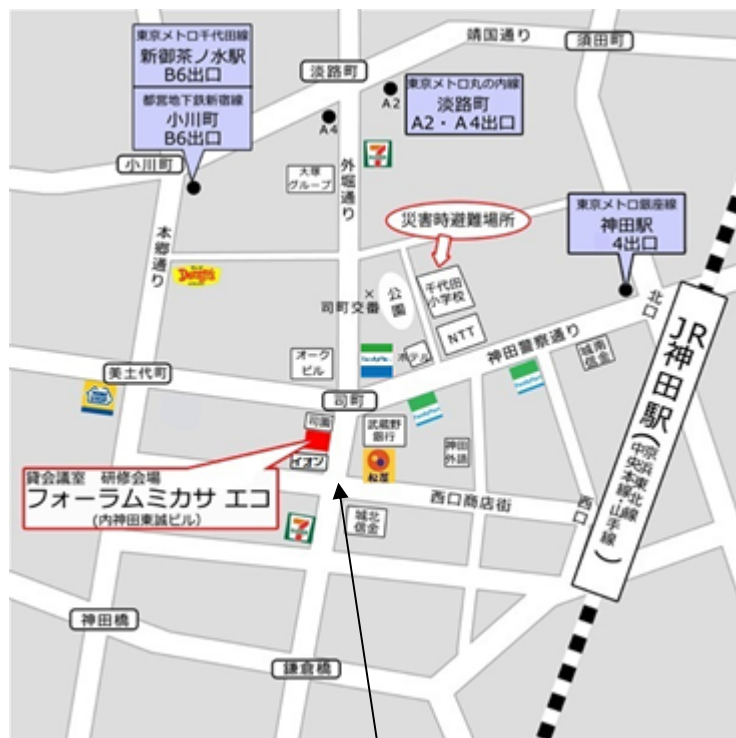 東京メトロ千代田線
新御茶ノ水駅
B6出口
都営地下鉄新宿線
小川町
B6出口
靖国通り
須田町
淡路町
東京メトロ丸の内線
淡路町
A2・A4出口
A2
A4
小川町
外堀通り
大塚
グループ
本郷通り
災害時避難場所
東京メトロ銀座線
神田駅
4出口
Denny's
公園
千代田
小学校
×
司町交番
NTT
神田警察通り
北口
城南
信金
オーク
ビル
FamilyMart
ホテル
FamilyMart
FamilyMart
JR神田駅
(京浜東北線・山手線
中央本線)
美土代町
MINI STOP
司町
司園
武蔵野
銀行
神田
外語
貸会議室 研修会場
フォーラムミカサ エコ
(内神田東誠ビル)
イオン
松屋
西口商店街
西口
城北
信金
神田橋
鎌倉橋